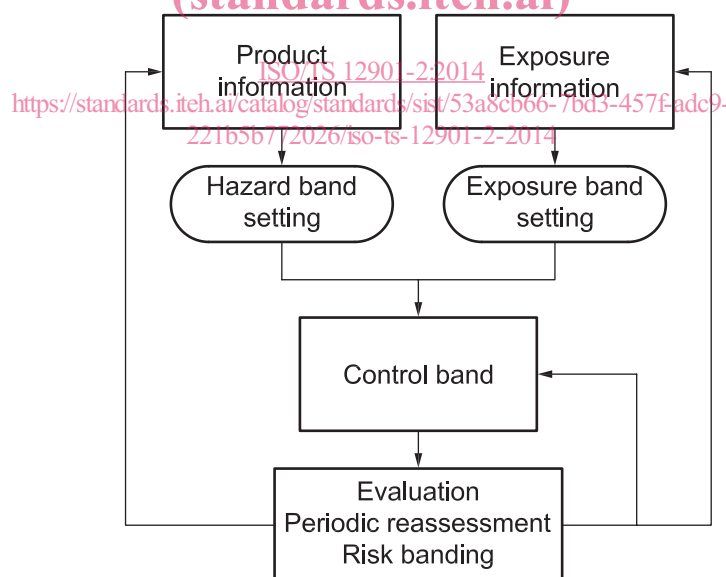 (standards.iteh.ai)
Product
information
Exposure
information
ISO/TS 12901-2:2014
https://standards.iteh.ai/catalog/standards/sist/53a8cb66-7bd3-457f-adc9-
221b5b772026/iso-ts-12901-2-2014
Hazard band
setting
Exposure band
setting
Control band
Evaluation
Periodic reassessment
Risk banding